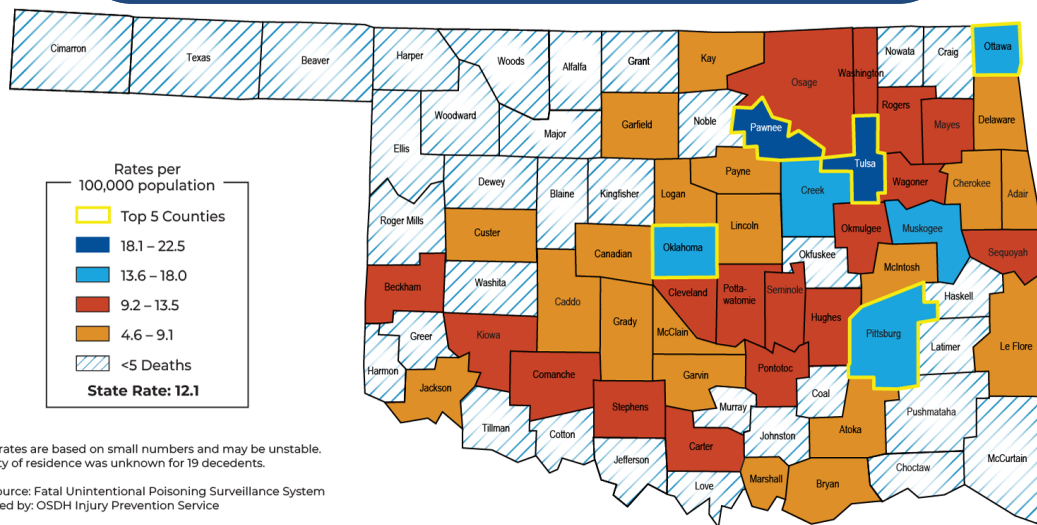 Cimarron
Texas
Beaver
Harper
Woods
Alfalfa
Grant
Kay
Osage
Washington
Nowata
Craig
Ottawa
Woodward
Ellis
Major
Garfield
Noble
Pawnee
Rogers
Mayes
Delaware
Tulsa
Dewey
Blaine
Kingfisher
Logan
Payne
Creek
Wagoner
Cherokee
Adair
Roger Mills
Custer
Canadian
Oklahoma
Lincoln
Okfuskee
Okmulgee
Muskogee
McIntosh
Sequoyah
Beckham
Washita
Caddo
Grady
McClain
Cleveland
Potta-
watomie
Seminole
Hughes
Pittsburg
Haskell
Latimer
Le Flore
Greer
Kiowa
Harmon
Jackson
Comanche
Stephens
Garvin
Pontotoc
Coal
Tillman
Cotton
Jefferson
Carter
Murray
Johnston
Atoka
Pushmataha
McCurtain
Love
Marshall
Bryan
Choctaw
Rates per
100,000 population
Top 5 Counties
18.1 – 22.5
13.6 – 18.0
9.2 – 13.5
4.6 – 9.1
<5 Deaths
State Rate: 12.1
rates are based on small numbers and may be unstable.
ty of residence was unknown for 19 decedents.
ource: Fatal Unintentional Poisoning Surveillance System
ed by: OSDH Injury Prevention Service